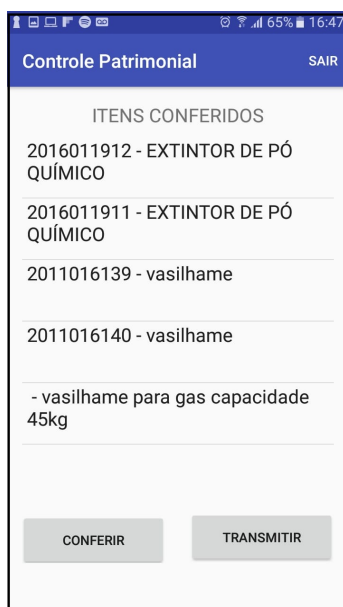 65% 16:47
Controle Patrimonial SAIR
ITENS CONFERIDOS
2016011912 - EXTINTOR DE PÓ
QUÍMICO
2016011911 - EXTINTOR DE PÓ
QUÍMICO
2011016139 - vasilhame
2011016140 - vasilhame
- vasilhame para gas capacidade
45kg
CONFERIR TRANSMITIR